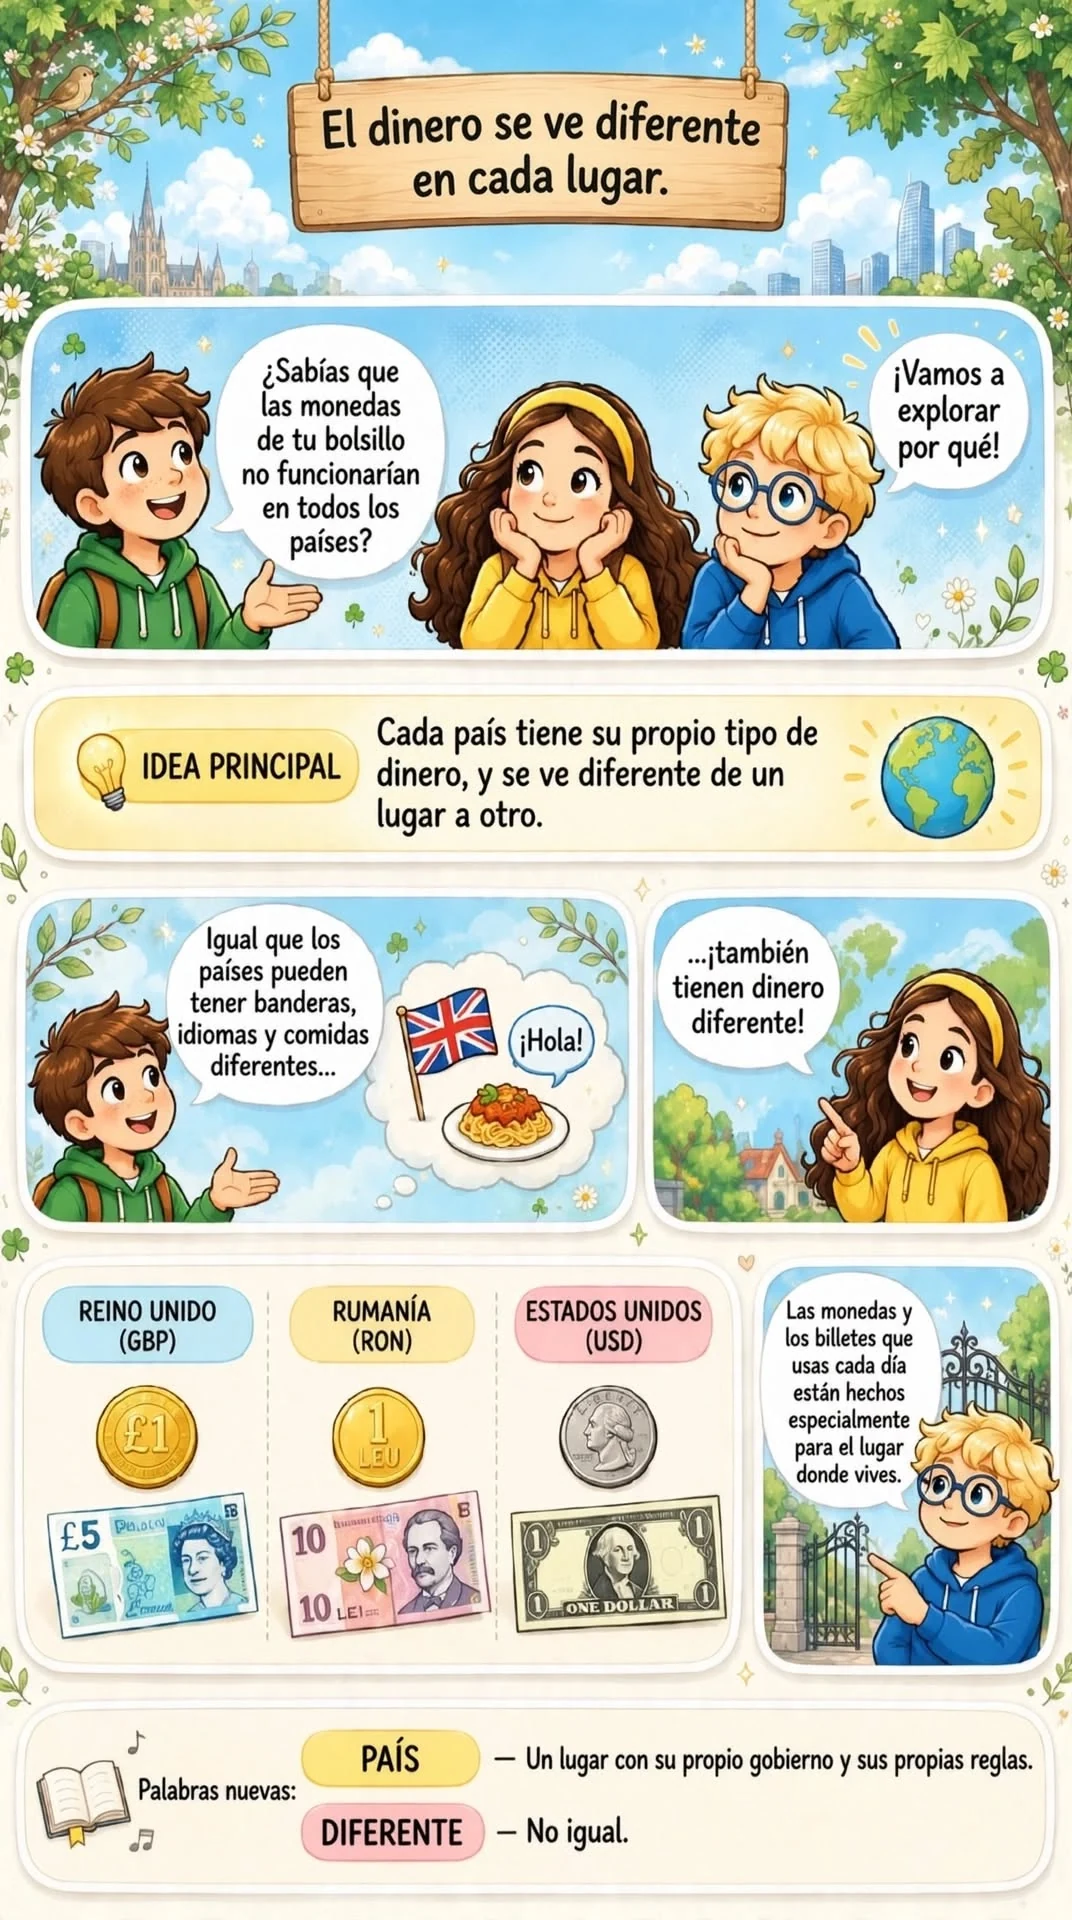 El dinero se ve diferente
en cada lugar.
¿Sabías que
las monedas
de tu bolsillo
no funcionarían
en todos los
países?
¡Vamos a
explorar
por qué!
IDEA PRINCIPAL
Cada país tiene su propio tipo de
dinero, y se ve diferente de un
lugar a otro.
Igual que los
países pueden
tener banderas,
idiomas y comidas
diferentes...
¡Hola!
...¡también
tienen dinero
diferente!
REINO UNIDO
(GBP)
£1
£5
RUMANÍA
(RON)
1
LEU
10
10 LEI
ESTADOS UNIDOS
(USD)
LIBERTY
1 1
1 1
ONE DOLLAR
Las monedas y
los billetes que
usas cada día
están hechos
especialmente
para el lugar
donde vives.
Palabras nuevas:
PAÍS — Un lugar con su propio gobierno y sus propias reglas.
DIFERENTE — No igual.